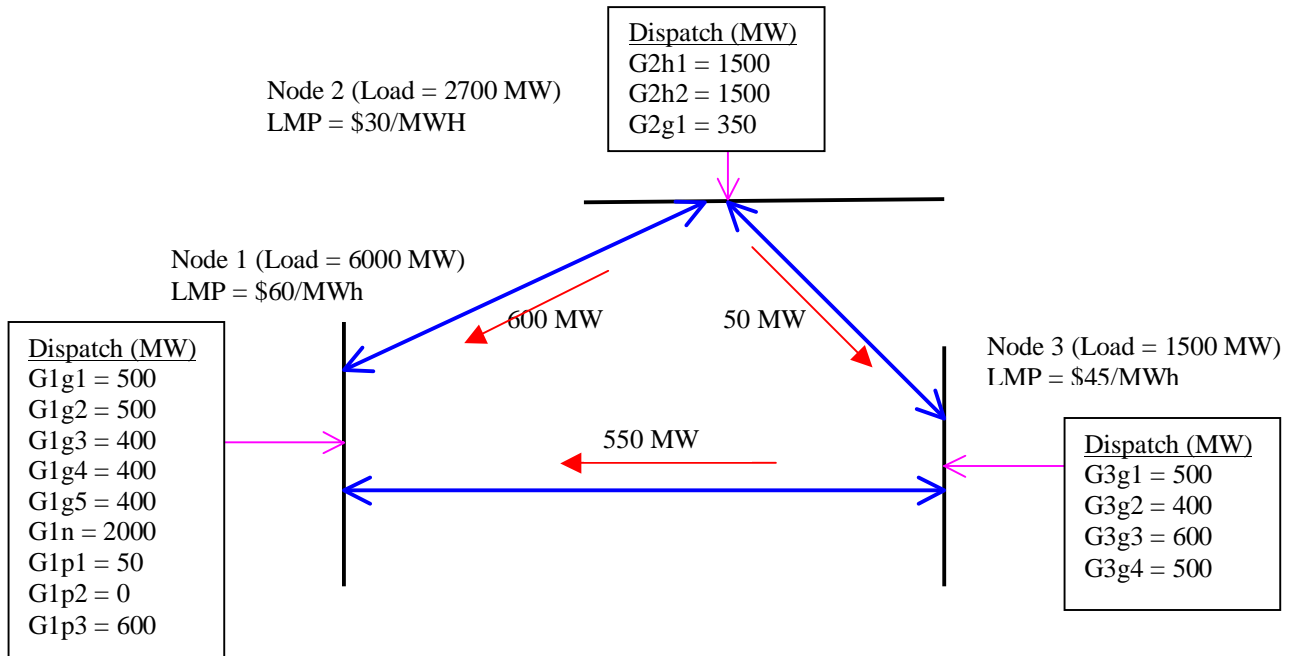 Dispatch (MW)
G2h1 = 1500
G2h2 = 1500
G2g1 = 350
Node 2 (Load = 2700 MW)
LMP = $30/MWH
Node 1 (Load = 6000 MW)
LMP = $60/MWh
600 MW
50 MW
Node 3 (Load = 1500 MW)
LMP = $45/MWh
Dispatch (MW)
G1g1 = 500
G1g2 = 500
G1g3 = 400
G1g4 = 400
G1g5 = 400
G1n = 2000
G1p1 = 50
G1p2 = 0
G1p3 = 600
550 MW
Dispatch (MW)
G3g1 = 500
G3g2 = 400
G3g3 = 600
G3g4 = 500